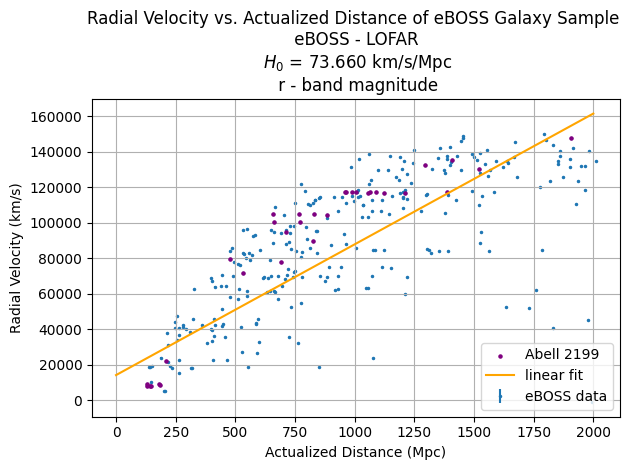 Radial Velocity vs. Actualized Distance of eBOSS Galaxy Sample
eBOSS - LOFAR
$H_0$ = 73.660 km/s/Mpc
r - band magnitude
Radial Velocity (km/s)
160000
140000
120000
100000
80000
60000
40000
20000
0
0 250 500 750 1000 1250 1500 1750 2000
Actualized Distance (Mpc)
Abell 2199
linear fit
eBOSS data